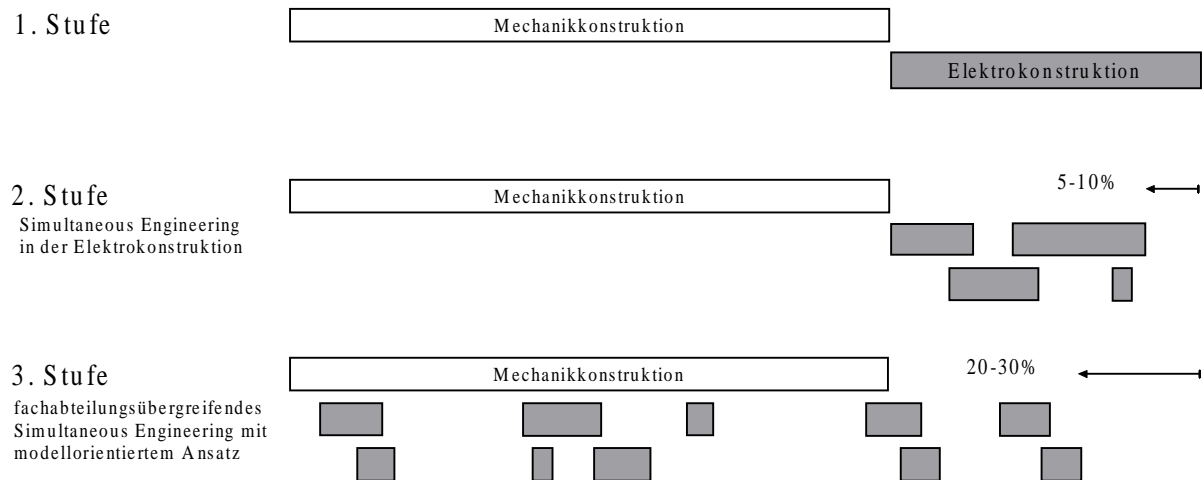 1. Stufe
Mechanikkonstruktion
Elektrokonstruktion
2. Stufe
Simultaneous Engineering
in der Elektrokonstruktion
Mechanikkonstruktion
5-10%
3. Stufe
fachabteilungsübergreifendes
Simultaneous Engineering mit
modellorientiertem Ansatz
Mechanikkonstruktion
20-30%